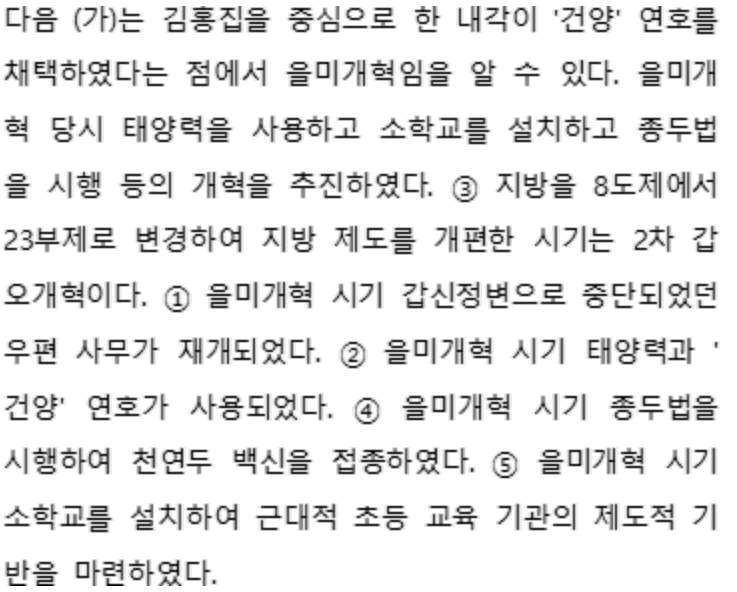 다음 (가)는 김홍집을 중심으로 한 내각이 '건양' 연호를
채택하였다는 점에서 을미개혁임을 알 수 있다. 을미개
혁 당시 태양력을 사용하고 소학교를 설치하고 종두법
을 시행 등의 개혁을 추진하였다. ③ 지방을 8도제에서
23부제로 변경하여 지방 제도를 개편한 시기는 2차 갑
오개혁이다. ① 을미개혁 시기 갑신정변으로 중단되었던
우편 사무가 재개되었다. ② 을미개혁 시기 태양력과 '
건양' 연호가 사용되었다. ④ 을미개혁 시기 종두법을
시행하여 천연두 백신을 접종하였다. ⑤ 을미개혁 시기
소학교를 설치하여 근대적 초등 교육 기관의 제도적 기
반을 마련하였다.